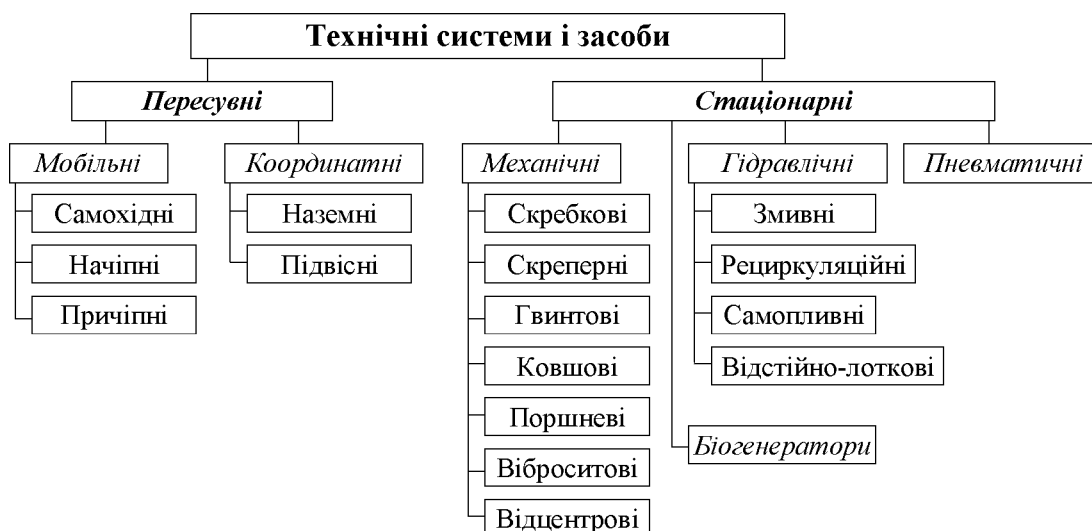 Технічні системи і засоби
Пересувні
Стаціонарні
Мобільні
Координатні
Механічні
Гідравлічні
Пневматичні
Самохідні
Наземні
Скребкові
Змивні
Начіпні
Підвісні
Скреперні
Рециркуляційні
Причіпні
Гвинтові
Самопливні
Ковшові
Відстійно-лоткові
Поршневі
Біогенератори
Вібросітові
Відцентрові